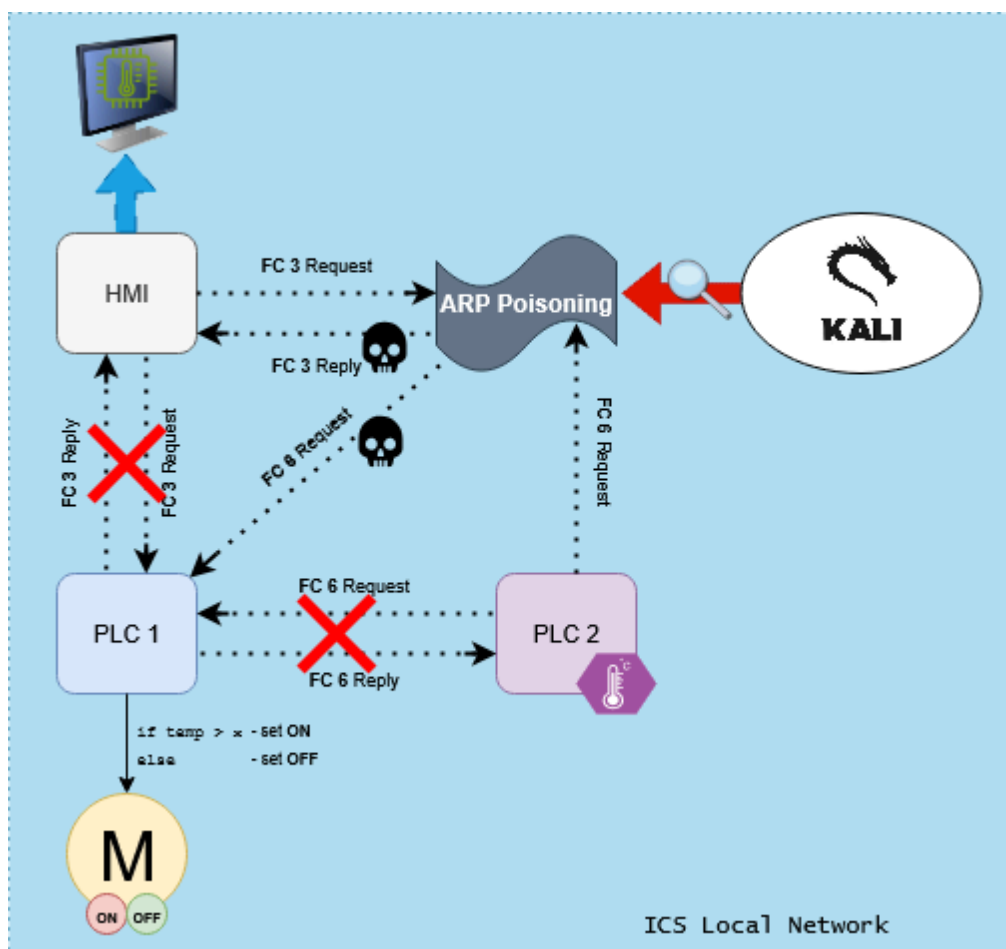 HMI
FC 3 Request
ARP Poisoning
KALI
FC 3 Reply
FC 6 Request
FC 3 Reply
FC 3 Request
FC 6 Request
PLC 1
FC 6 Request
FC 6 Reply
PLC 2
°C
if temp > x - set ON
else - set OFF
M
ON OFF
ICS Local Network